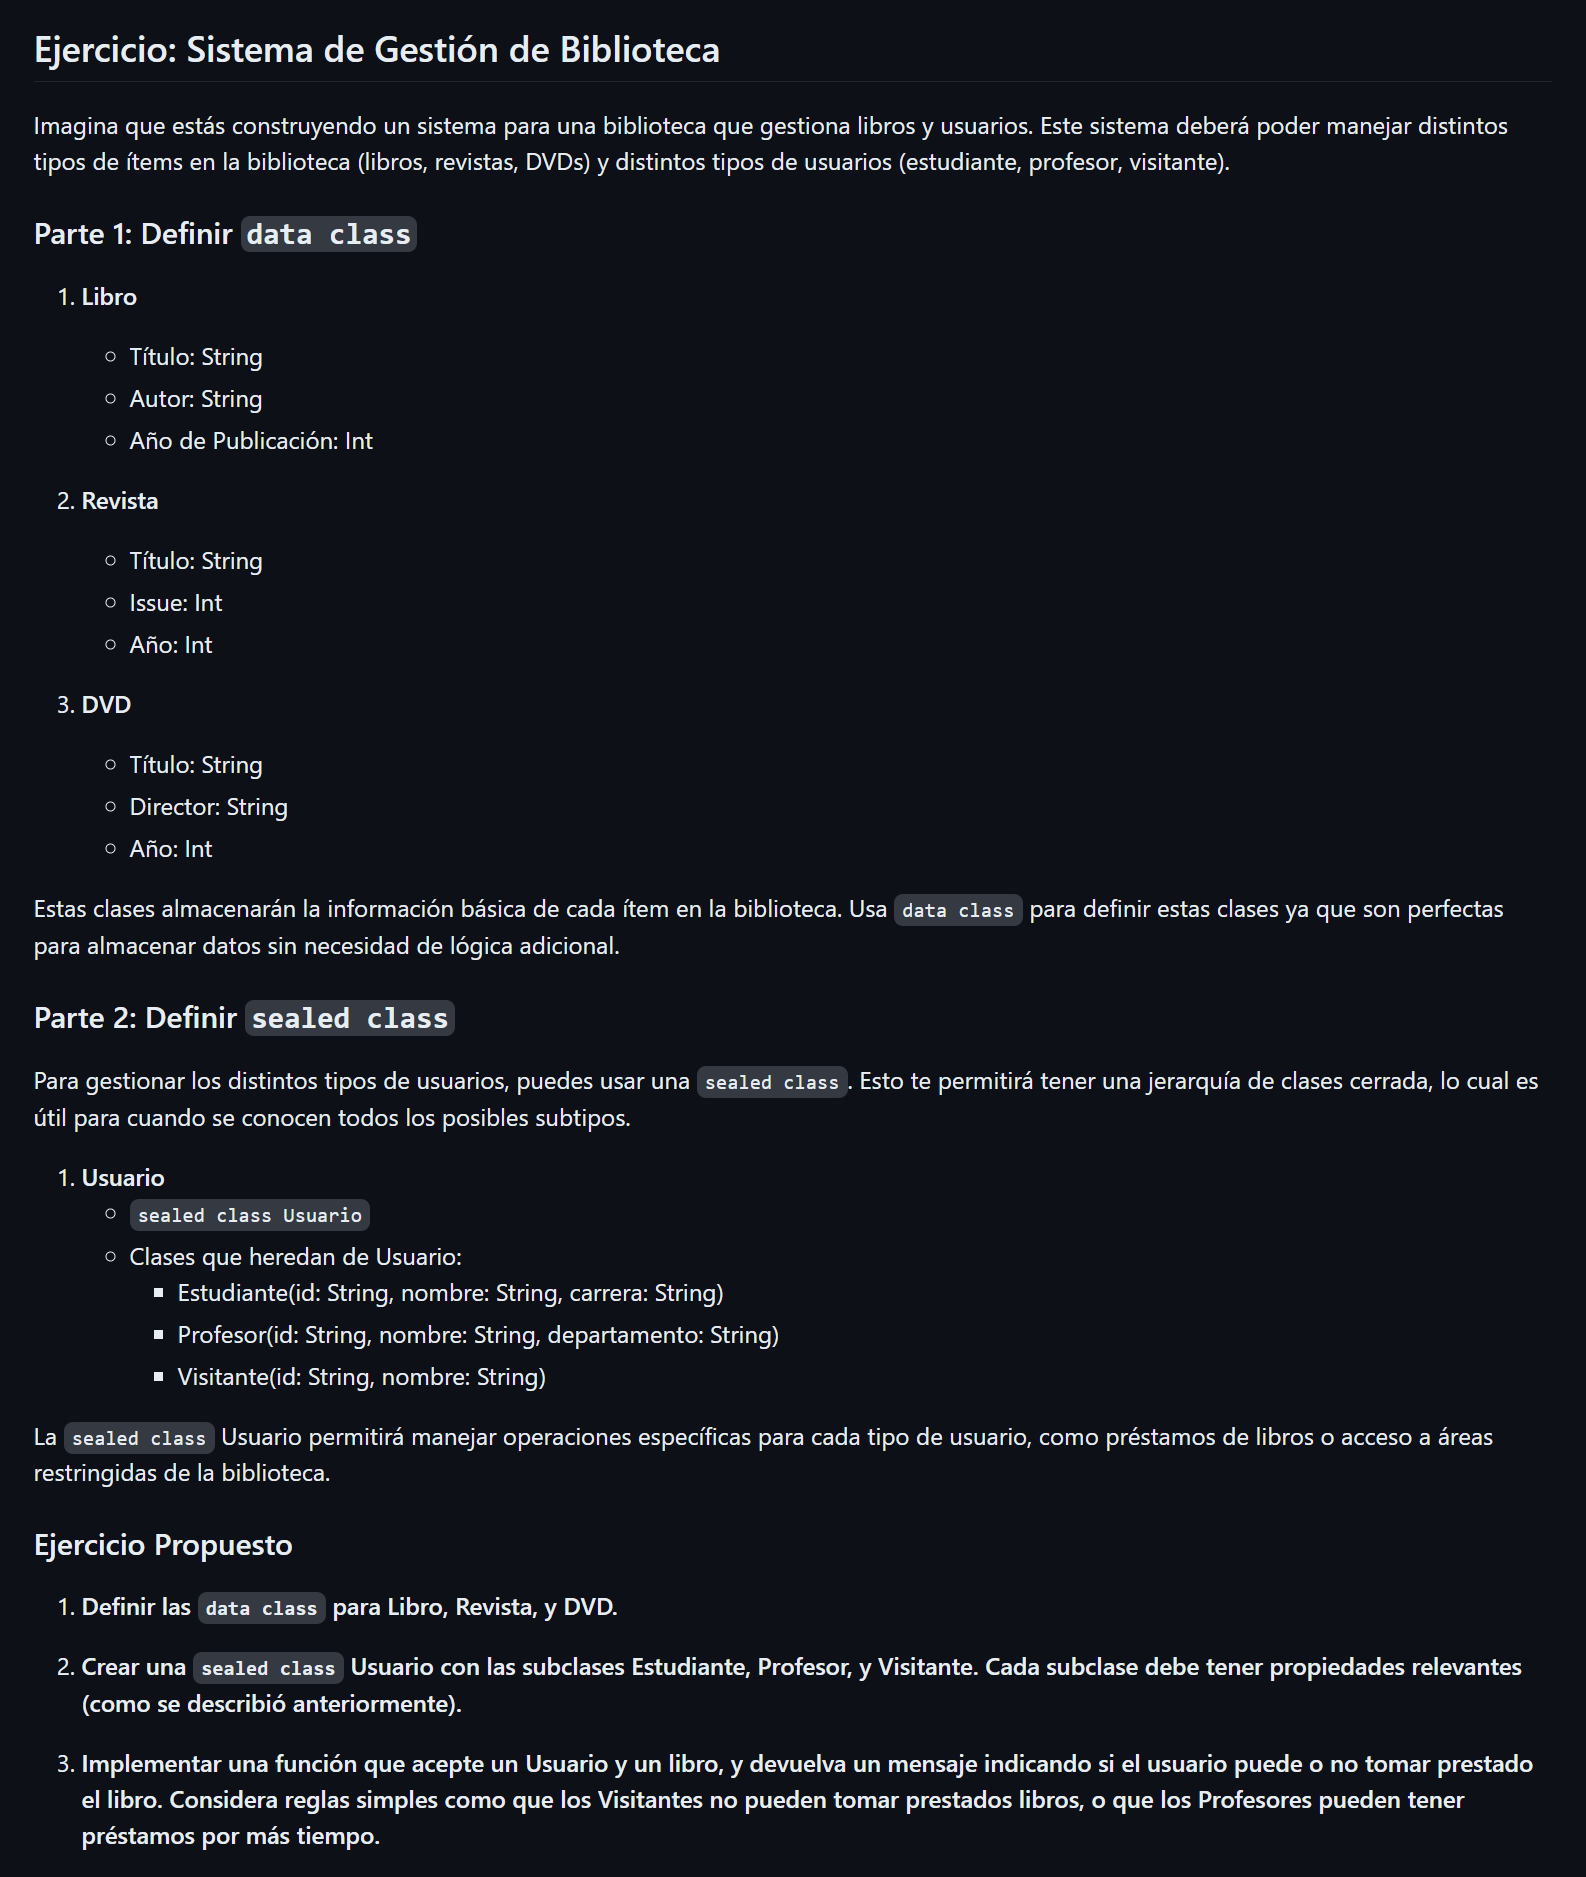 Ejercicio: Sistema de Gestión de Biblioteca
Imagina que estás construyendo un sistema para una biblioteca que gestiona libros y usuarios. Este sistema deberá poder manejar distintos
tipos de ítems en la biblioteca (libros, revistas, DVDs) y distintos tipos de usuarios (estudiante, profesor, visitante).
Parte 1: Definir data class
1. Libro
Título: String
Autor: String
Año de Publicación: Int
2. Revista
Título: String
Issue: Int
Año: Int
3. DVD
Título: String
Director: String
Año: Int
Estas clases almacenarán la información básica de cada ítem en la biblioteca. Usa data class para definir estas clases ya que son perfectas
para almacenar datos sin necesidad de lógica adicional.
Parte 2: Definir sealed class
Para gestionar los distintos tipos de usuarios, puedes usar una sealed class. Esto te permitirá tener una jerarquía de clases cerrada, lo cual es
útil para cuando se conocen todos los posibles subtipos.
1. Usuario
sealed class Usuario
Clases que heredan de Usuario:
Estudiante(id: String, nombre: String, carrera: String)
Profesor(id: String, nombre: String, departamento: String)
Visitante(id: String, nombre: String)
La sealed class Usuario permitirá manejar operaciones específicas para cada tipo de usuario, como préstamos de libros o acceso a áreas
restringidas de la biblioteca.
Ejercicio Propuesto
1. Definir las data class para Libro, Revista, y DVD.
2. Crear una sealed class Usuario con las subclases Estudiante, Profesor, y Visitante. Cada subclase debe tener propiedades relevantes
(como se describió anteriormente).
3. Implementar una función que acepte un Usuario y un libro, y devuelva un mensaje indicando si el usuario puede o no tomar prestado
el libro. Considera reglas simples como que los Visitantes no pueden tomar prestados libros, o que los Profesores pueden tener
préstamos por más tiempo.